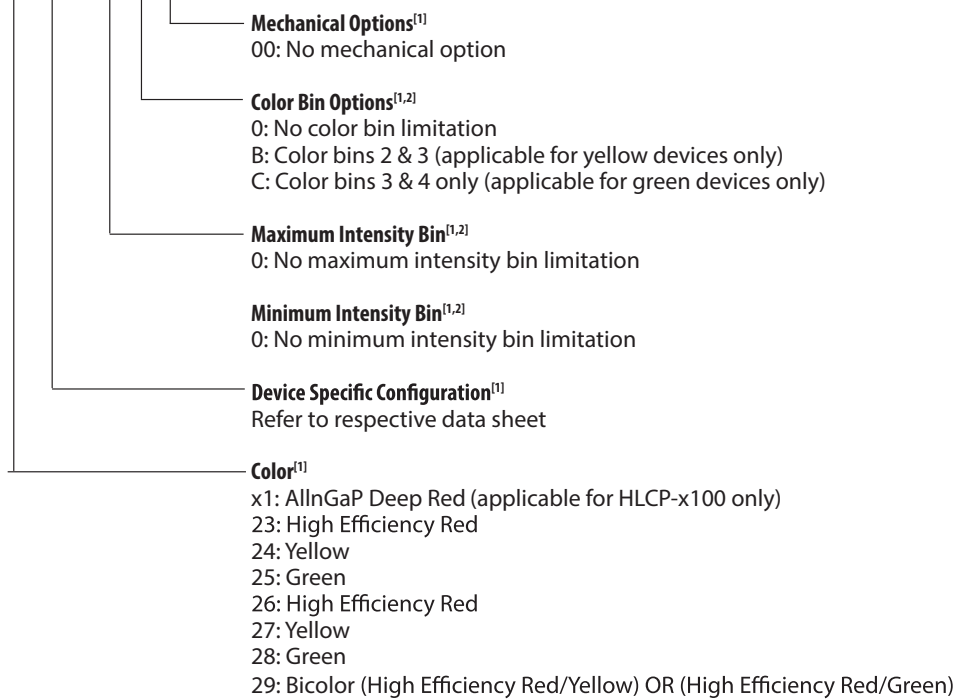 Mechanical Options[1]
00: No mechanical option
Color Bin Options[1,2]
0: No color bin limitation
B: Color bins 2 & 3 (applicable for yellow devices only)
C: Color bins 3 & 4 only (applicable for green devices only)
Maximum Intensity Bin[1,2]
0: No maximum intensity bin limitation
Minimum Intensity Bin[1,2]
0: No minimum intensity bin limitation
Device Specific Configuration[1]
Refer to respective data sheet
Color[1]
x1: AllnGaP Deep Red (applicable for HLCP-x100 only)
23: High Efficiency Red
24: Yellow
25: Green
26: High Efficiency Red
27: Yellow
28: Green
29: Bicolor (High Efficiency Red/Yellow) OR (High Efficiency Red/Green)